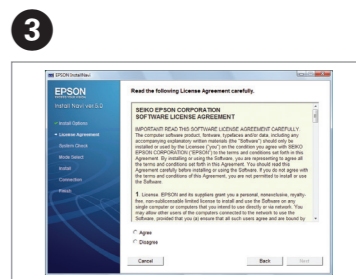 3
EPSON InstallNavi
EPSON
EXCEED YOUR VISION
Install Navi ver 5.0
Install Options
License Agreement
System Check
Mode Select
Install
Connection
Finish
Read the following License Agreement carefully.
SEIKO EPSON CORPORATION
SOFTWARE LICENSE AGREEMENT
IMPORTANT! READ THIS SOFTWARE LICENSE AGREEMENT CAREFULLY.
The computer software product, fontware, typefaces and/or data, including any
accompanying explanatory written materials (the "Software") should only be
installed or used by the Licensee ("you") on the condition you agree with SEIKO
EPSON CORPORATION ("EPSON") to the terms and conditions set forth in this
Agreement. By installing or using the Software, you are representing to agree all
the terms and conditions set forth in this Agreement. You should read this
Agreement carefully before installing or using the Software. If you do not agree with
the terms and conditions of this Agreement, you are not permitted to install or use
the Software.
1. License. EPSON and its suppliers grant you a personal, nonexclusive, royalty-
free, non-sublicensable limited license to install and use the Software on any
single computer or computers that you intend to use directly or via network. You
may allow other users of the computers connected to the network to use the
Software, provided that you (a) ensure that all such users agree and are bound by
Agree
Disagree
Cancel
Back
Next